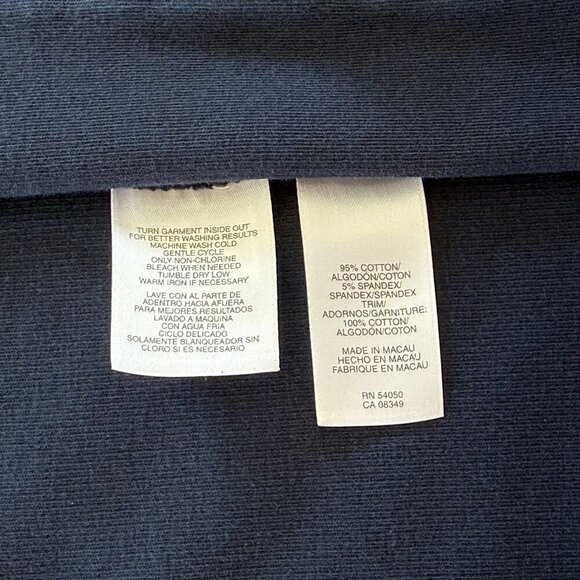 TURN GARMENT INSIDE OUT
FOR BETTER WASHING RESULTS
MACHINE WASH COLD
GENTLE CYCLE
ONLY NON-CHLORINE
BLEACH WHEN NEEDED
TUMBLE DRY LOW
WARM IRON IF NECESSARY
LAVE CON AL PARTE DE
ADENTRO HACIA AFUERA
PARA MEJORES RESULTADOS
LAVADO A MAQUINA
CON AGUA FRIA
CICLO DELICADO
SOLAMENTE BLANQUEADOR SIN
CLORO SI ES NECESARIO
95% COTTON/
ALGODÓN/COTON
5% SPANDEX/
SPANDEX/SPANDEX
TRIM/
ADORNOS/GARNITURE:
100% COTTON/
ALGODÓN/COTON
MADE IN MACAU
HECHO EN MACAU
FABRIQUE EN MACAU
RN 54050
CA 08349